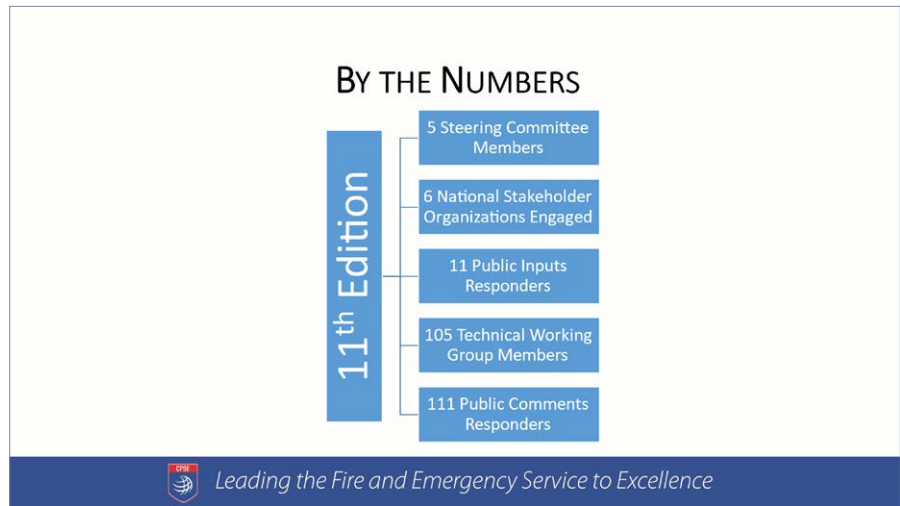 BY THE NUMBERS
11th Edition
5 Steering Committee
Members
6 National Stakeholder
Organizations Engaged
11 Public Inputs
Responders
105 Technical Working
Group Members
111 Public Comments
Responders
CPSE
Leading the Fire and Emergency Service to Excellence